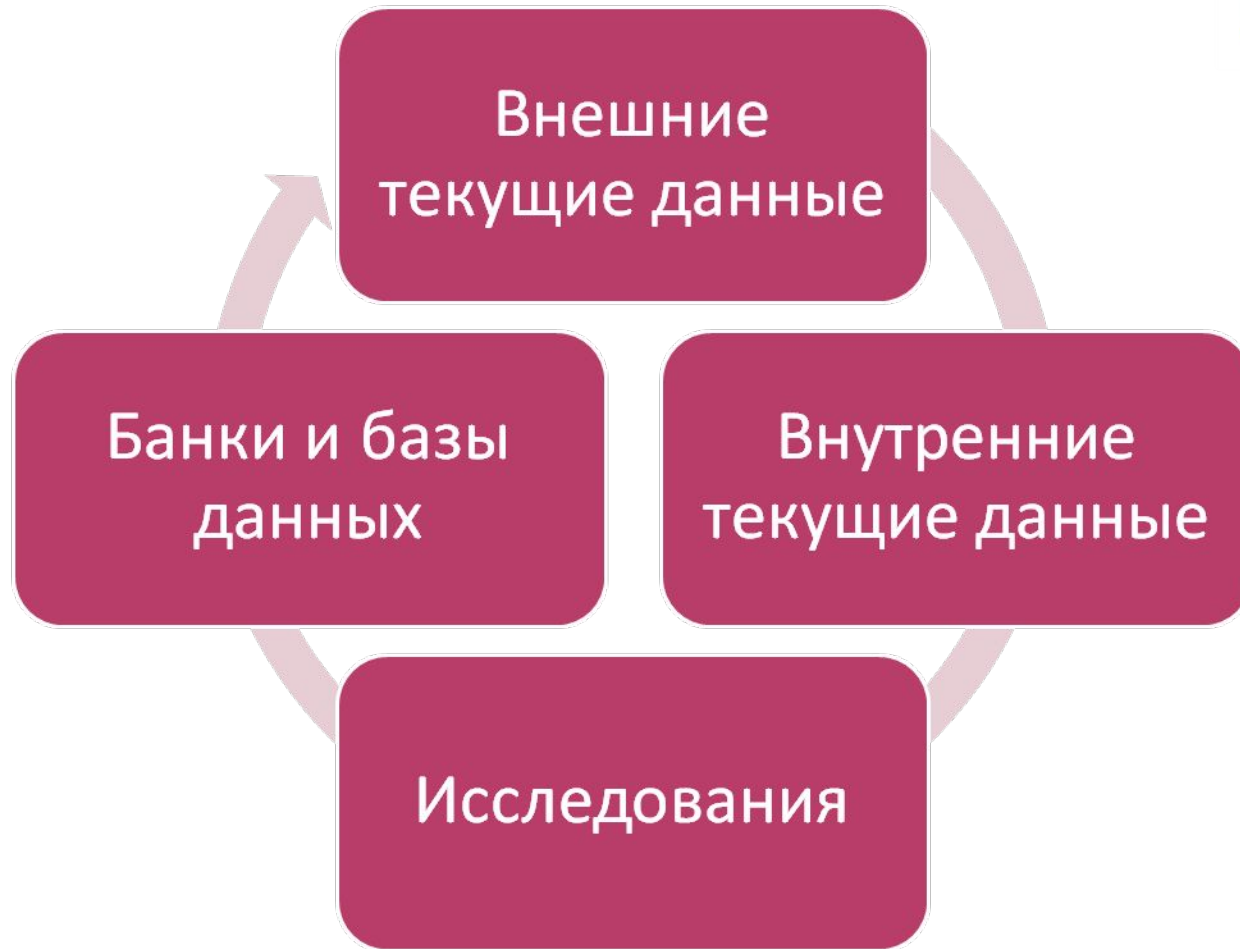 Внешние
текущие данные
Банки и базы
данных
Внутренние
текущие данные
Исследования